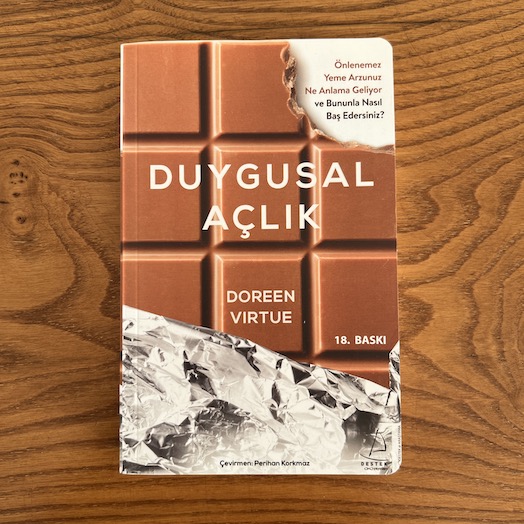 Önlenemez
Yeme Arzunuz
Ne Anlama Geliyor
ve Bununla Nasıl
Baş Edersiniz?
DUYGUSAL
AÇLIK
DOREEN
VIRTUE
18. BASKI
Çevirmen: Perihan Korkmaz
DESTEK